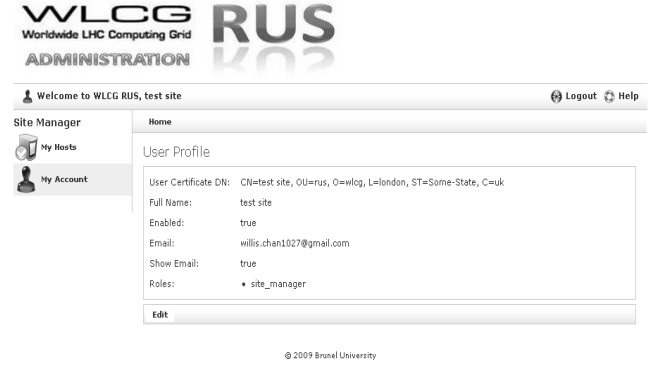 WLCG RUS
Worldwide LHC Computing Grid
ADMINISTRATION
Welcome to WLCG RUS, test site
Logout Help
Site Manager
My Hosts
My Account
Home
User Profile
User Certificate DN: CN=test site, OU=rus, O=wlcg, L=london, ST=Some-State, C=uk
Full Name: test site
Enabled: true
Email: willis.chan1027@gmail.com
Show Email: true
Roles: • site_manager
Edit
© 2009 Brunel University